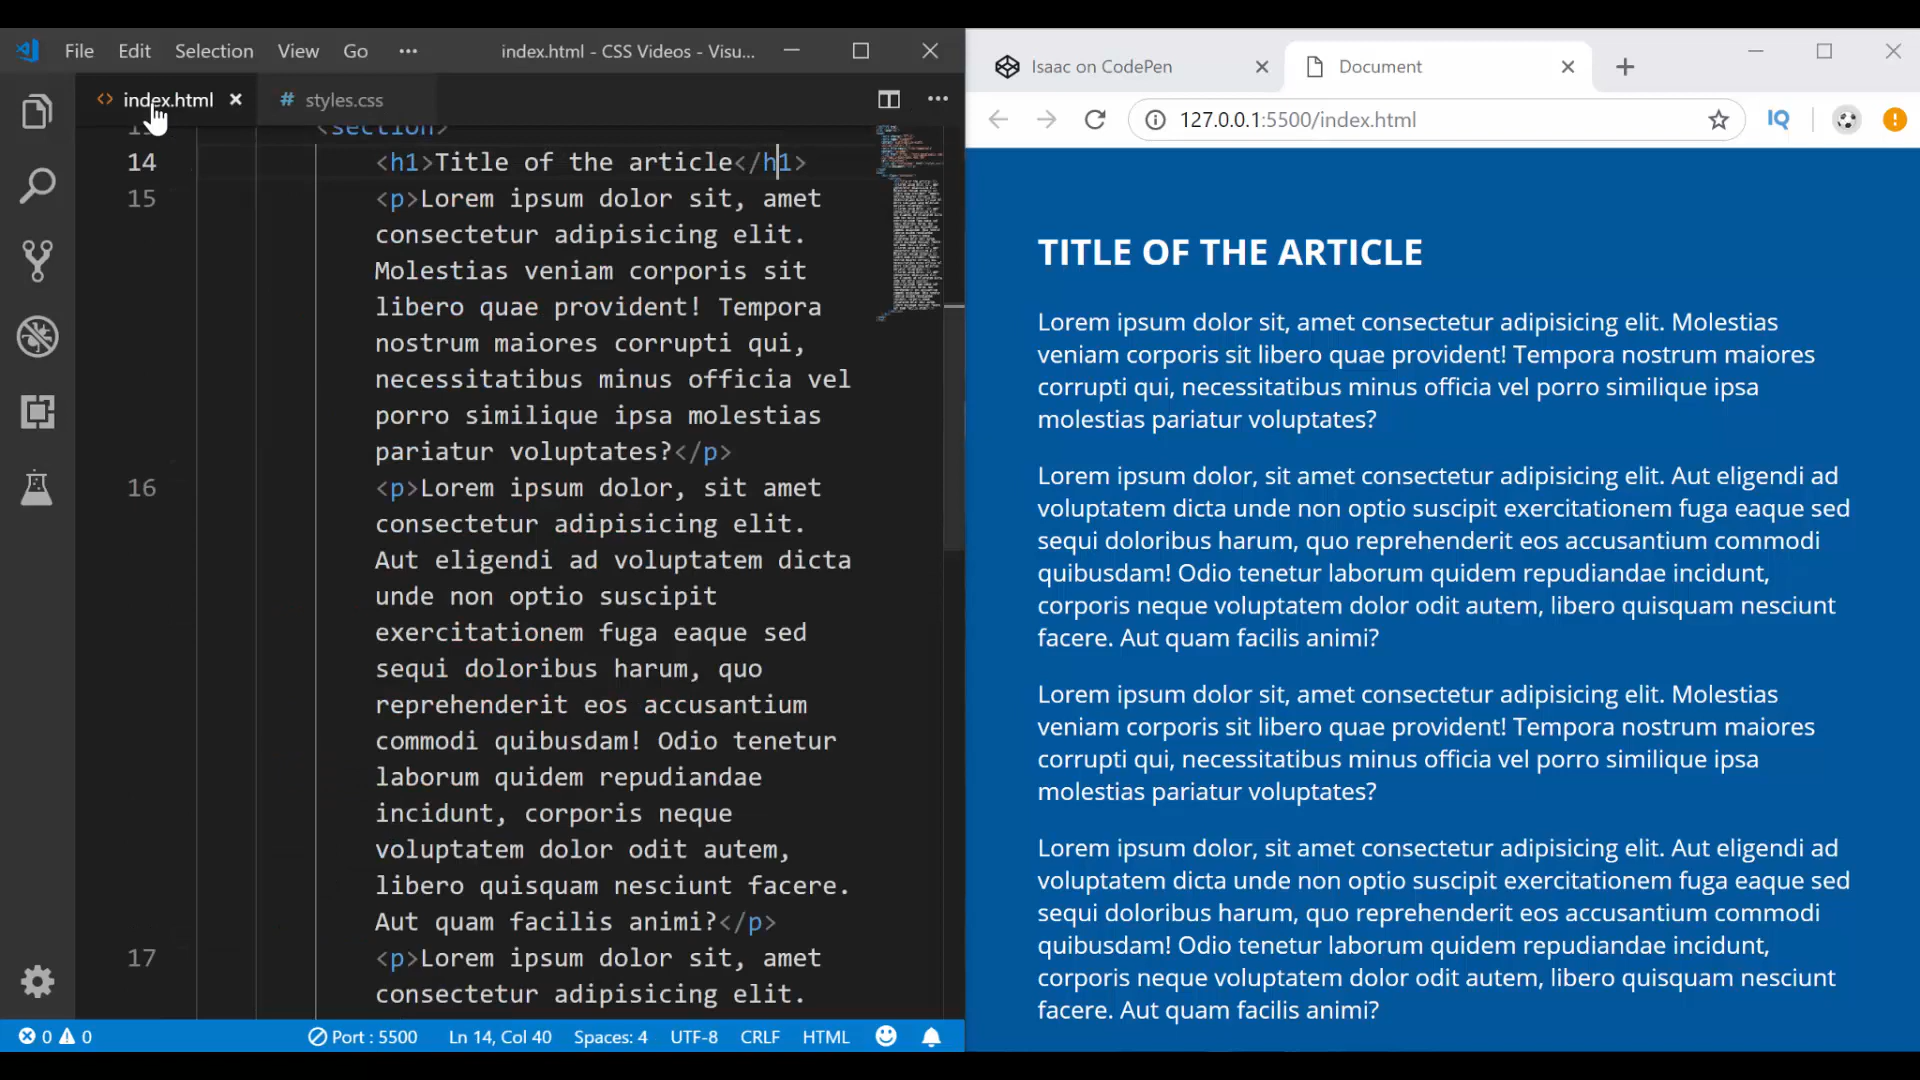 File Edit Selection View Go ··· index.html - CSS Videos - Visu...
index.html # styles.css
<section>
14 <h1>Title of the article</h1>
15 <p>Lorem ipsum dolor sit, amet
consectetur adipisicing elit.
Molestias veniam corporis sit
libero quae provident! Tempora
nostrum maiores corrupti qui,
necessitatibus minus officia vel
porro similique ipsa molestias
pariatur voluptates?</p>
16 <p>Lorem ipsum dolor, sit amet
consectetur adipisicing elit.
Aut eligendi ad voluptatem dicta
unde non optio suscipit
exercitationem fuga eaque sed
sequi doloribus harum, quo
reprehenderit eos accusantium
commodi quibusdam! Odio tenetur
laborum quidem repudiandae
incidunt, corporis neque
voluptatem dolor odit autem,
libero quisquam nesciunt facere.
Aut quam facilis animi?</p>
17 <p>Lorem ipsum dolor sit, amet
consectetur adipisicing elit.
0 0 Port : 5500 Ln 14, Col 40 Spaces: 4 UTF-8 CRLF HTML
Isaac on CodePen Document
127.0.0.1:5500/index.html IQ
TITLE OF THE ARTICLE
Lorem ipsum dolor sit, amet consectetur adipisicing elit. Molestias
veniam corporis sit libero quae provident! Tempora nostrum maiores
corrupti qui, necessitatibus minus officia vel porro similique ipsa
molestias pariatur voluptates?
Lorem ipsum dolor, sit amet consectetur adipisicing elit. Aut eligendi ad
voluptatem dicta unde non optio suscipit exercitationem fuga eaque sed
sequi doloribus harum, quo reprehenderit eos accusantium commodi
quibusdam! Odio tenetur laborum quidem repudiandae incidunt,
corporis neque voluptatem dolor odit autem, libero quisquam nesciunt
facere. Aut quam facilis animi?
Lorem ipsum dolor sit, amet consectetur adipisicing elit. Molestias
veniam corporis sit libero quae provident! Tempora nostrum maiores
corrupti qui, necessitatibus minus officia vel porro similique ipsa
molestias pariatur voluptates?
Lorem ipsum dolor, sit amet consectetur adipisicing elit. Aut eligendi ad
voluptatem dicta unde non optio suscipit exercitationem fuga eaque sed
sequi doloribus harum, quo reprehenderit eos accusantium commodi
quibusdam! Odio tenetur laborum quidem repudiandae incidunt,
corporis neque voluptatem dolor odit autem, libero quisquam nesciunt
facere. Aut quam facilis animi?